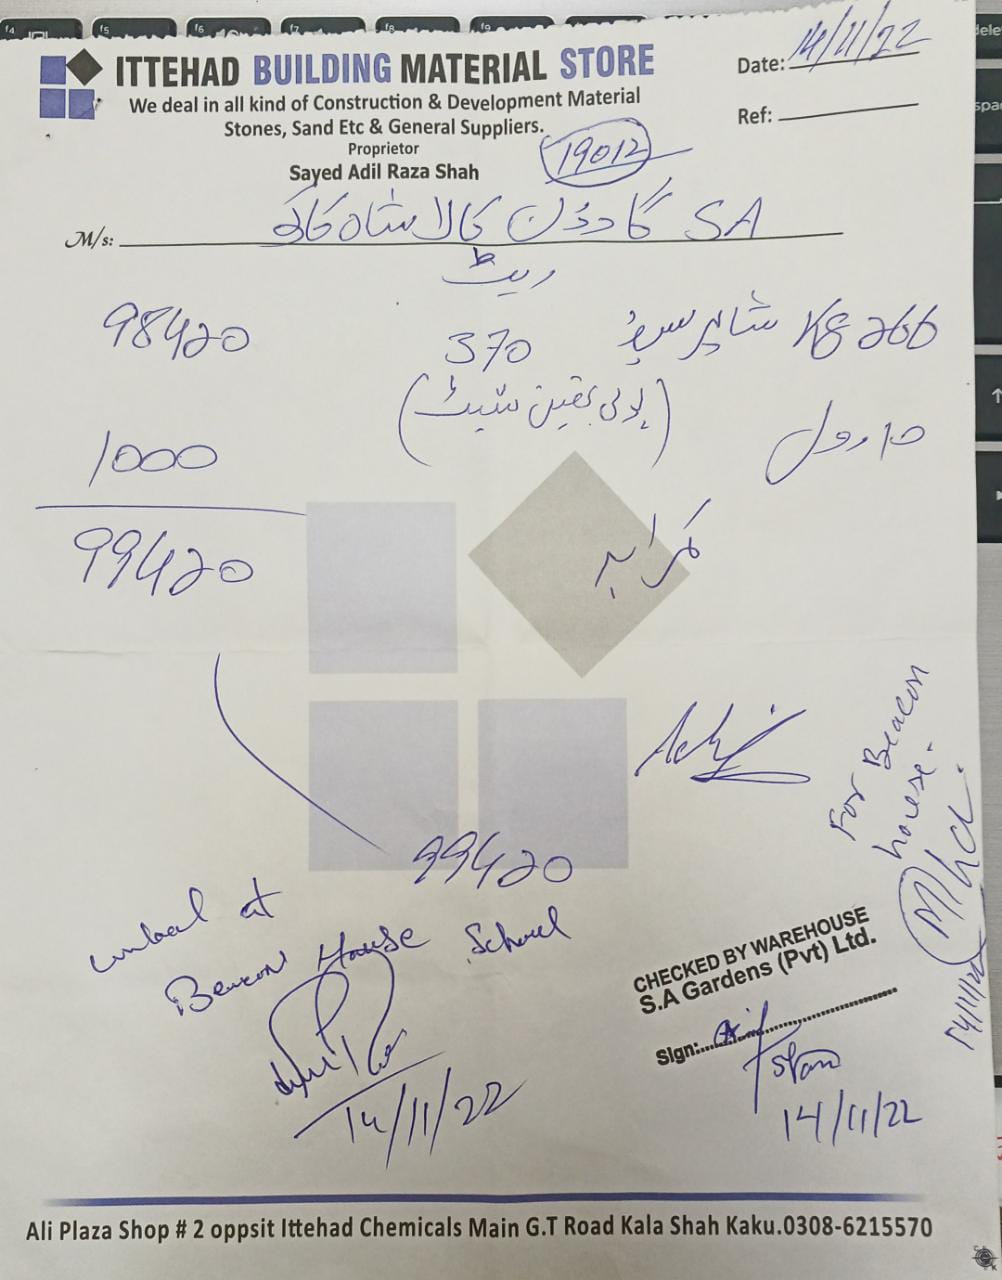 ITTEHAD BUILDING MATERIAL STORE
We deal in all kind of Construction & Development Material
Stones, Sand Etc & General Suppliers.
Proprietor
Sayed Adil Raza Shah
Date: 14/11/22
Ref:
19012
M/s: SA گارڈن کالا شاہ کاکو
ریٹ
266 KG شاپر سپر 370 98420
(پولی تھین شیٹ)
10 رول
کرایہ 1000
99420
99420
at
Beacon House School
14/11/22
For Beacon
house.
14/11/22
CHECKED BY WAREHOUSE
S.A Gardens (Pvt) Ltd.
Sign:
14/11/22
Ali Plaza Shop # 2 oppsit Ittehad Chemicals Main G.T Road Kala Shah Kaku.0308-6215570